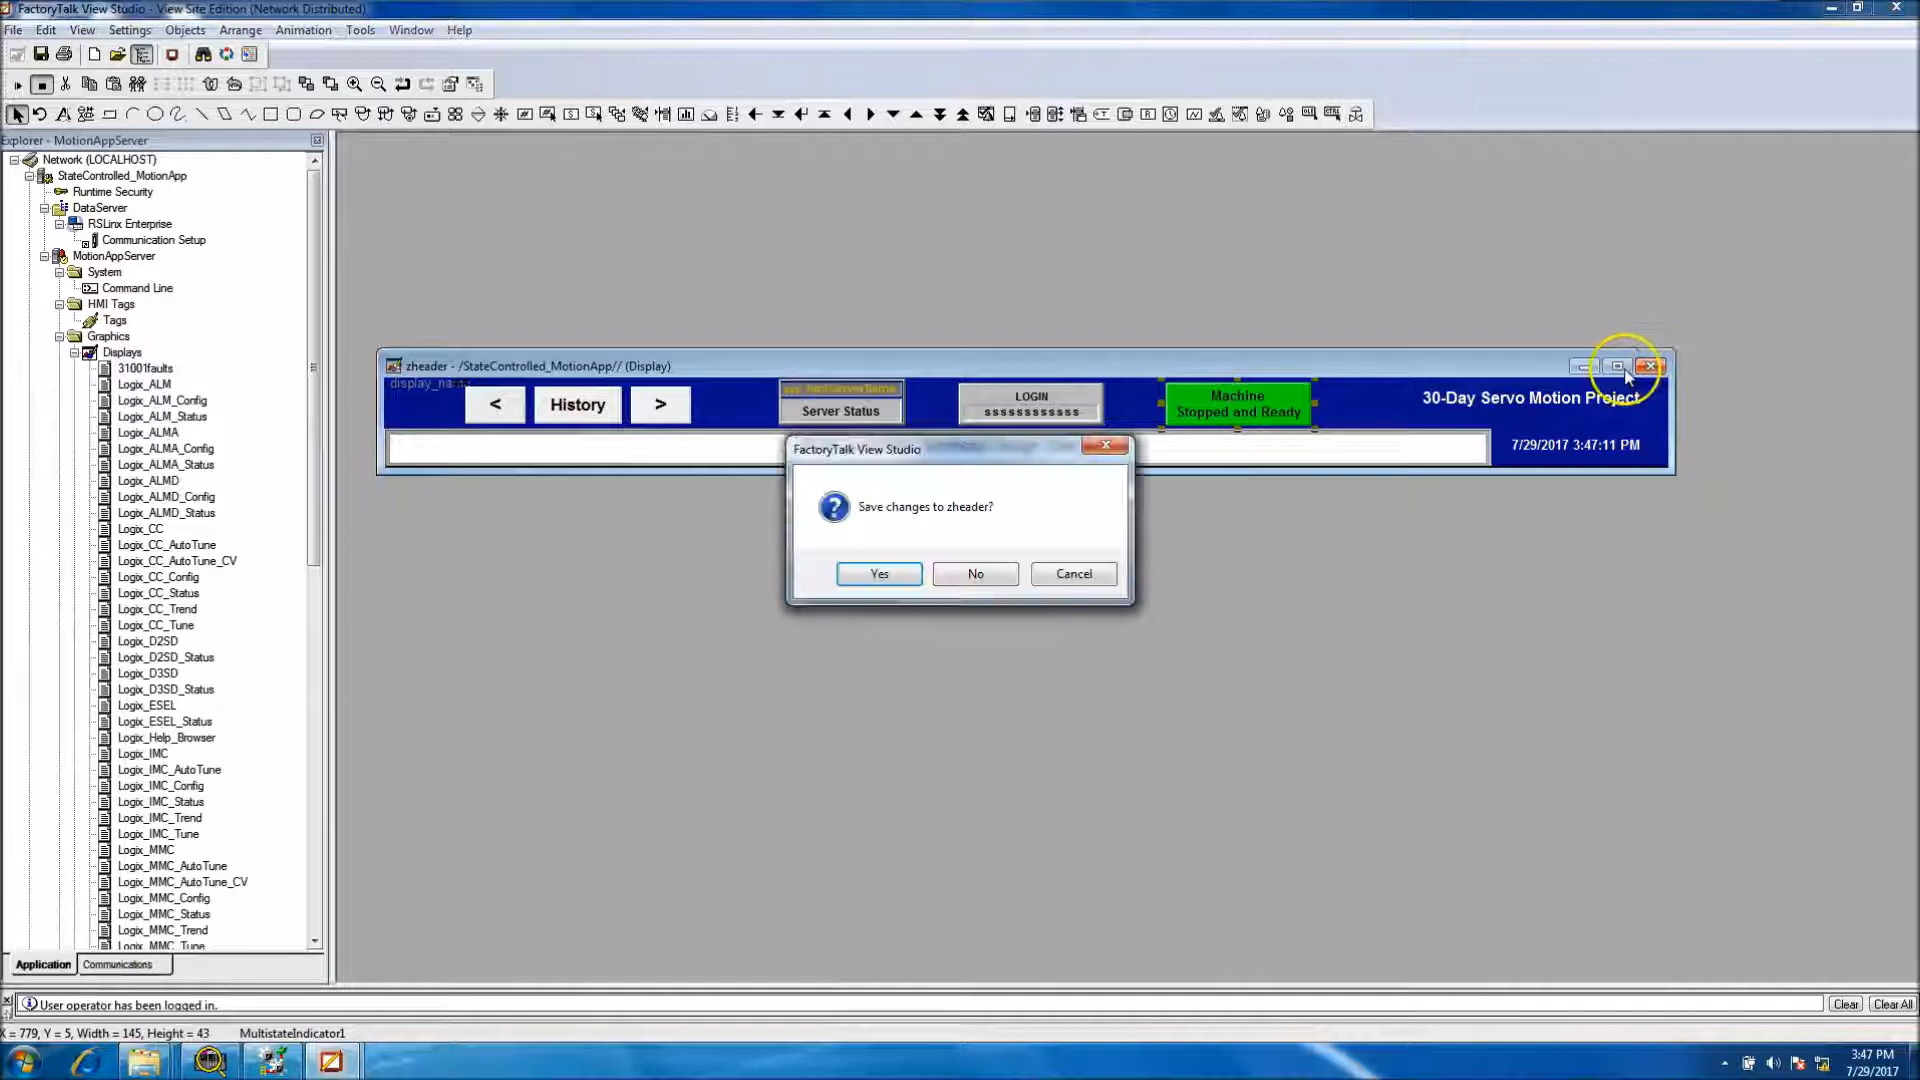 FactoryTalk View Studio - View Site Edition (Network Distributed)
File Edit View Settings Objects Arrange Animation Tools Window Help
Explorer - MotionAppServer
Network (LOCALHOST)
StateControlled_MotionApp
Runtime Security
DataServer
RSLinx Enterprise
Communication Setup
MotionAppServer
System
Command Line
HMI Tags
Tags
Graphics
Displays
31001faults
Logix_ALM
Logix_ALM_Config
Logix_ALM_Status
Logix_ALMA
Logix_ALMA_Config
Logix_ALMA_Status
Logix_ALMD
Logix_ALMD_Config
Logix_ALMD_Status
Logix_CC
Logix_CC_AutoTune
Logix_CC_AutoTune_CV
Logix_CC_Config
Logix_CC_Status
Logix_CC_Trend
Logix_CC_Tune
Logix_D2SD
Logix_D2SD_Status
Logix_D3SD
Logix_D3SD_Status
Logix_ESEL
Logix_ESEL_Status
Logix_Help_Browser
Logix_IMC
Logix_IMC_AutoTune
Logix_IMC_Config
Logix_IMC_Status
Logix_IMC_Trend
Logix_IMC_Tune
Logix_MMC
Logix_MMC_AutoTune
Logix_MMC_AutoTune_CV
Logix_MMC_Config
Logix_MMC_Status
Logix_MMC_Trend
Logix_MMC_Tune
Application Communications
zheader - /StateControlled_MotionApp// (Display)
display_name
< History >
Server Status
LOGIN
ssssssssssss
Machine
Stopped and Ready
30-Day Servo Motion Project
7/29/2017 3:47:11 PM
FactoryTalk View Studio
Save changes to zheader?
Yes No Cancel
User operator has been logged in.
Clear Clear All
X = 779, Y = 5, Width = 145, Height = 43 MultistateIndicator1
3:47 PM
7/29/2017